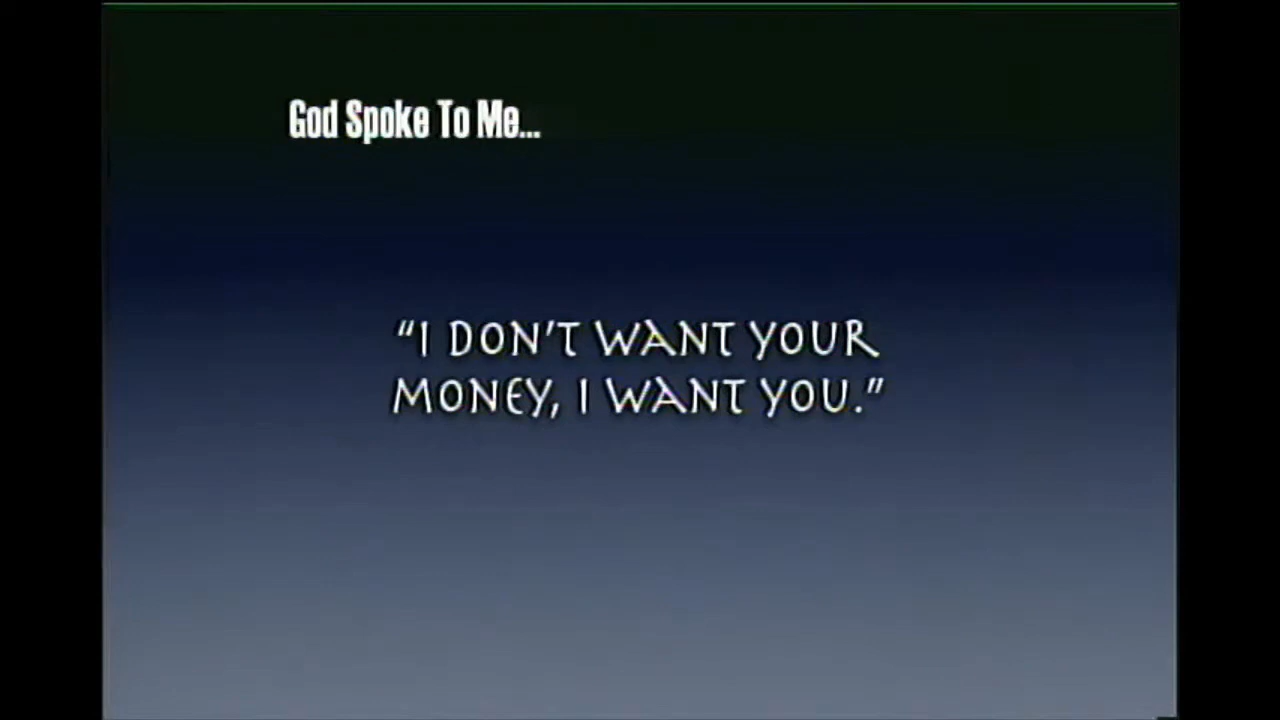 God Spoke To Me...
“I DON’T WANT YOUR
MONEY, I WANT YOU.”